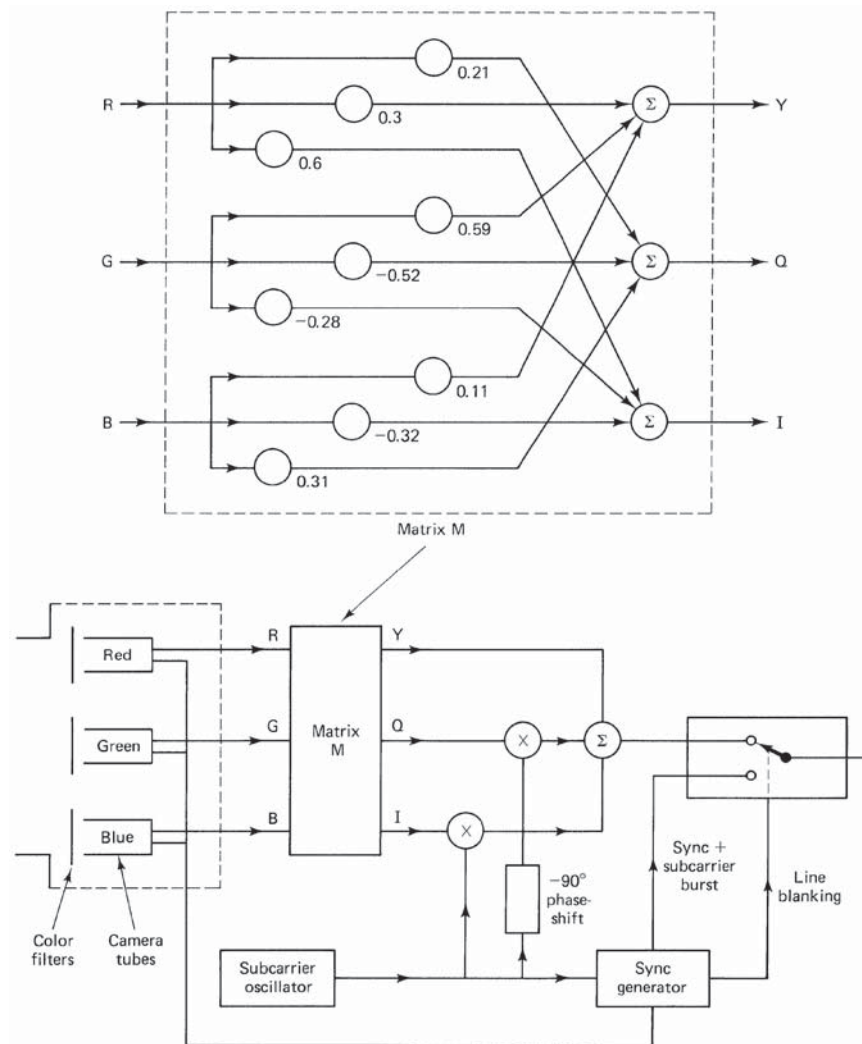 0.21
R
0.3
Σ
Y
0.6
0.59
G
−0.52
Σ
Q
−0.28
0.11
B
−0.32
Σ
I
0.31
Matrix M
Red
R
Y
Green
G
Matrix
M
Q
X
Σ
Blue
B
I
X
Color
filters
Camera
tubes
−90°
phase-
shift
Sync +
subcarrier
burst
Line
blanking
Subcarrier
oscillator
Sync
generator